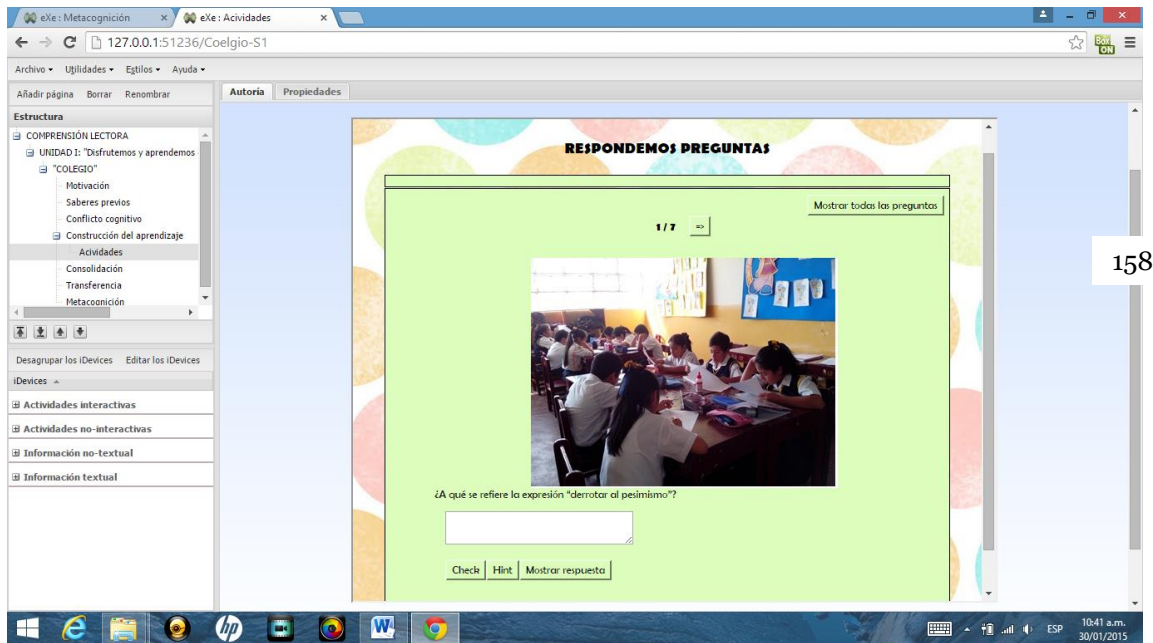 eXe : Metacognición
eXe : Acividades
127.0.0.1:51236/Coelgio-S1
Box ON
Archivo Utilidades Estilos Ayuda
Añadir página Borrar Renombrar
Autoría Propiedades
Estructura
COMPRENSIÓN LECTORA
UNIDAD I: "Disfrutemos y aprendemos
"COLEGIO"
Motivación
Saberes previos
Conflicto cognitivo
Construcción del aprendizaje
Acividades
Consolidación
Transferencia
Metacognición
Desagrupar los iDevices Editar los iDevices
iDevices
Actividades interactivas
Actividades no-interactivas
Información no-textual
Información textual
RESPONDEMOS PREGUNTAS
Mostrar todas las preguntas
1 / 7 =>
¿A qué se refiere la expresión “derrotar al pesimismo”?
Check Hint Mostrar respuesta
158
hp
ESP
10:41 a.m.
30/01/2015